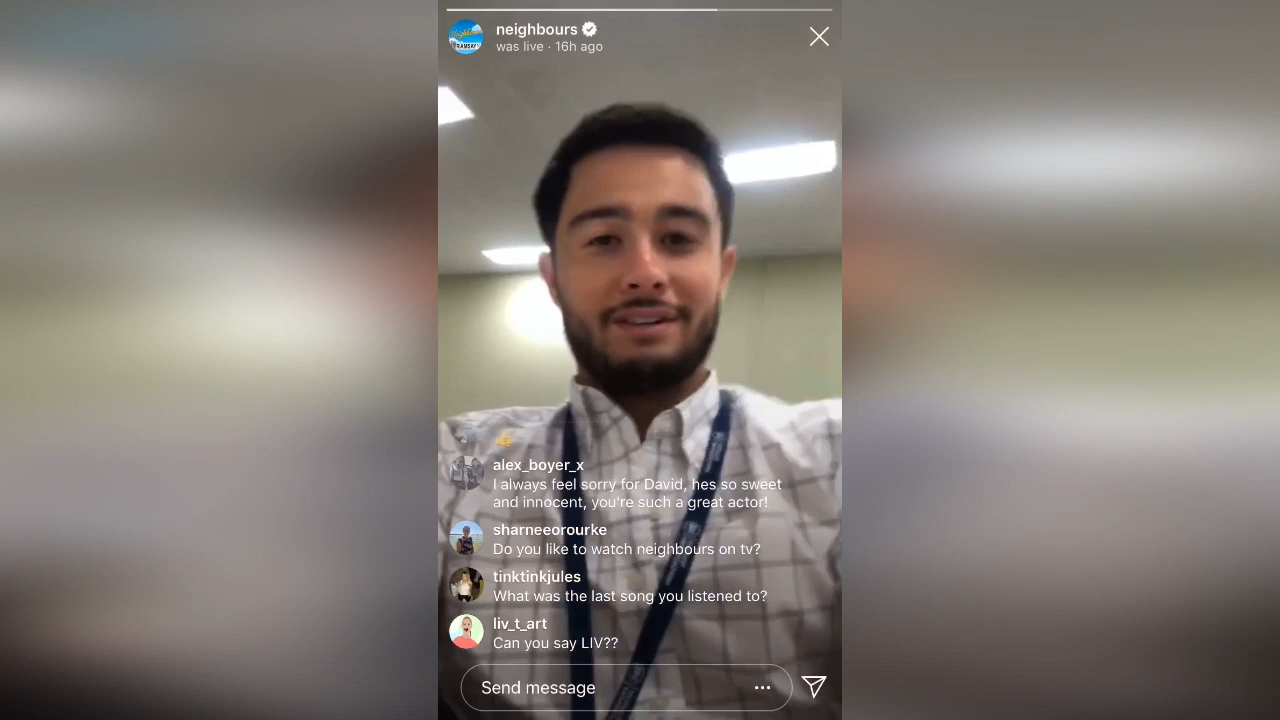 neighbours
was live · 16h ago
RAMSAY
alex_boyer_x
I always feel sorry for David, hes so sweet
and innocent, you're such a great actor!
sharneeorourke
Do you like to watch neighbours on tv?
tinktinkjules
What was the last song you listened to?
liv_t_art
Can you say LIV??
Send message